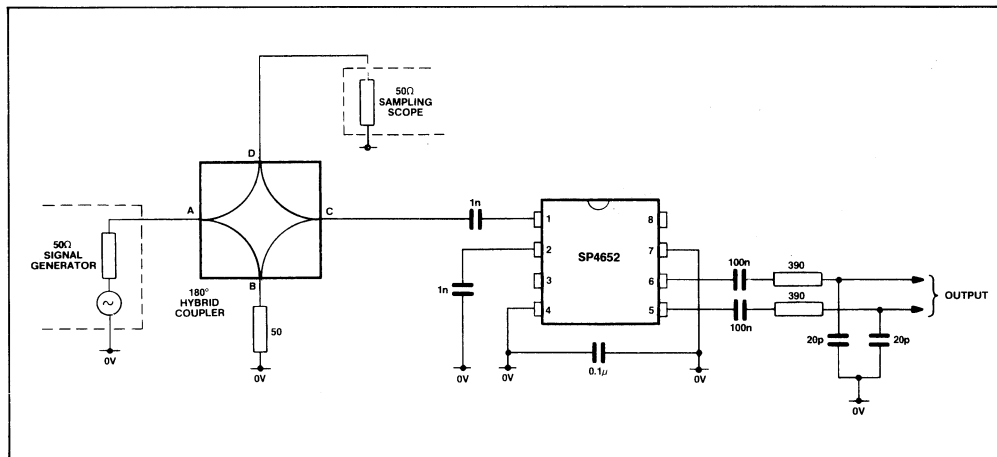 D
50Ω
SAMPLING
SCOPE
A
C
50Ω
SIGNAL
GENERATOR
0V
180°
HYBRID
COUPLER
B
50
0V
1n
1n
0V
1
2
3
4
SP4652
8
7
6
5
0V
0.1μ
0V
100n
390
100n
390
20p
20p
0V
OUTPUT